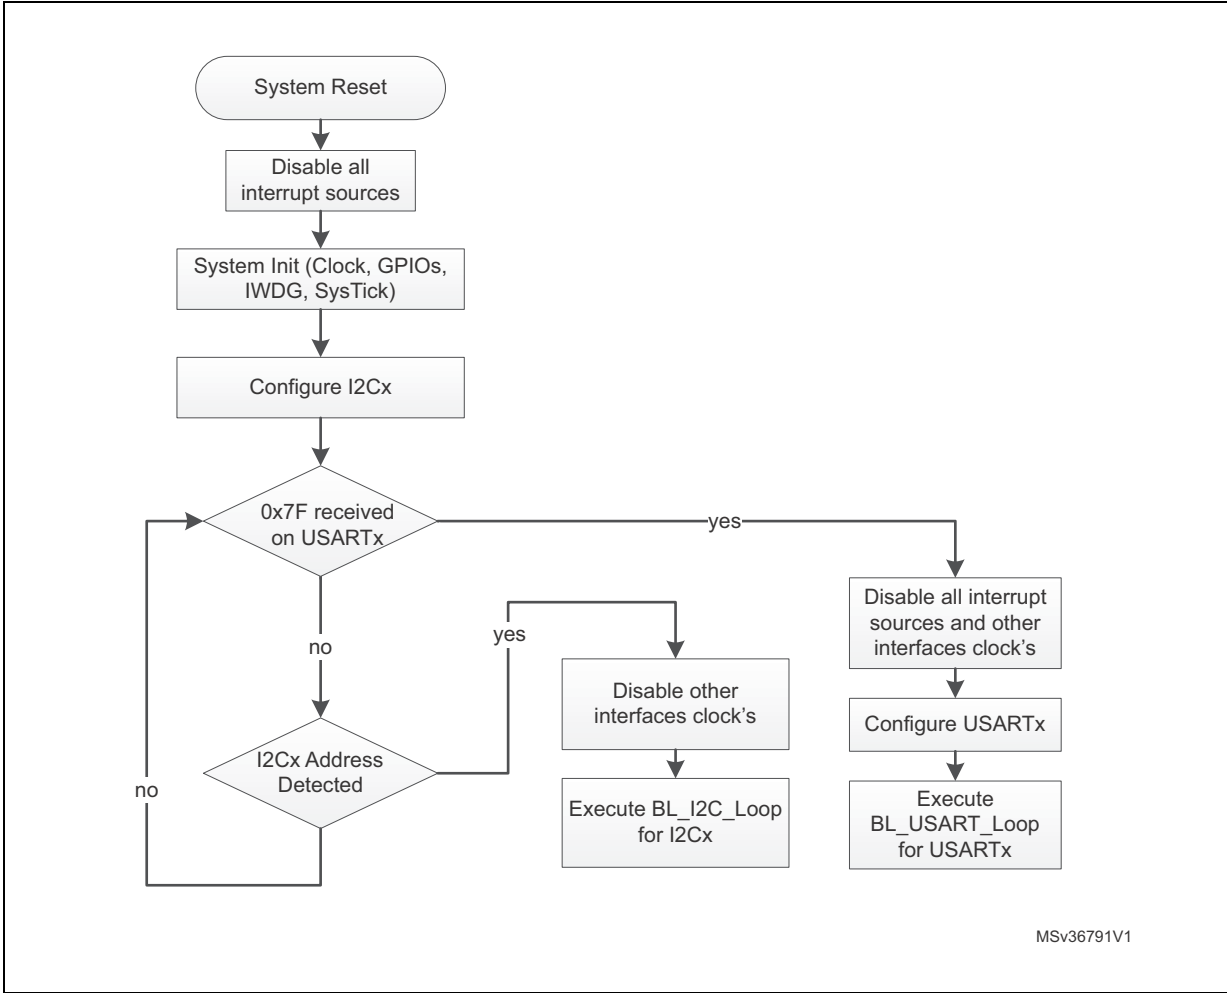 System Reset
Disable all
interrupt sources
System Init (Clock, GPIOs,
IWDG, SysTick)
Configure I2Cx
0x7F received
on USARTx
yes
Disable all interrupt
sources and other
interfaces clock's
yes
no
Disable other
interfaces clock's
Configure USARTx
I2Cx Address
Detected
no
Execute BL_I2C_Loop
for I2Cx
Execute
BL_USART_Loop
for USARTx
MSv36791V1